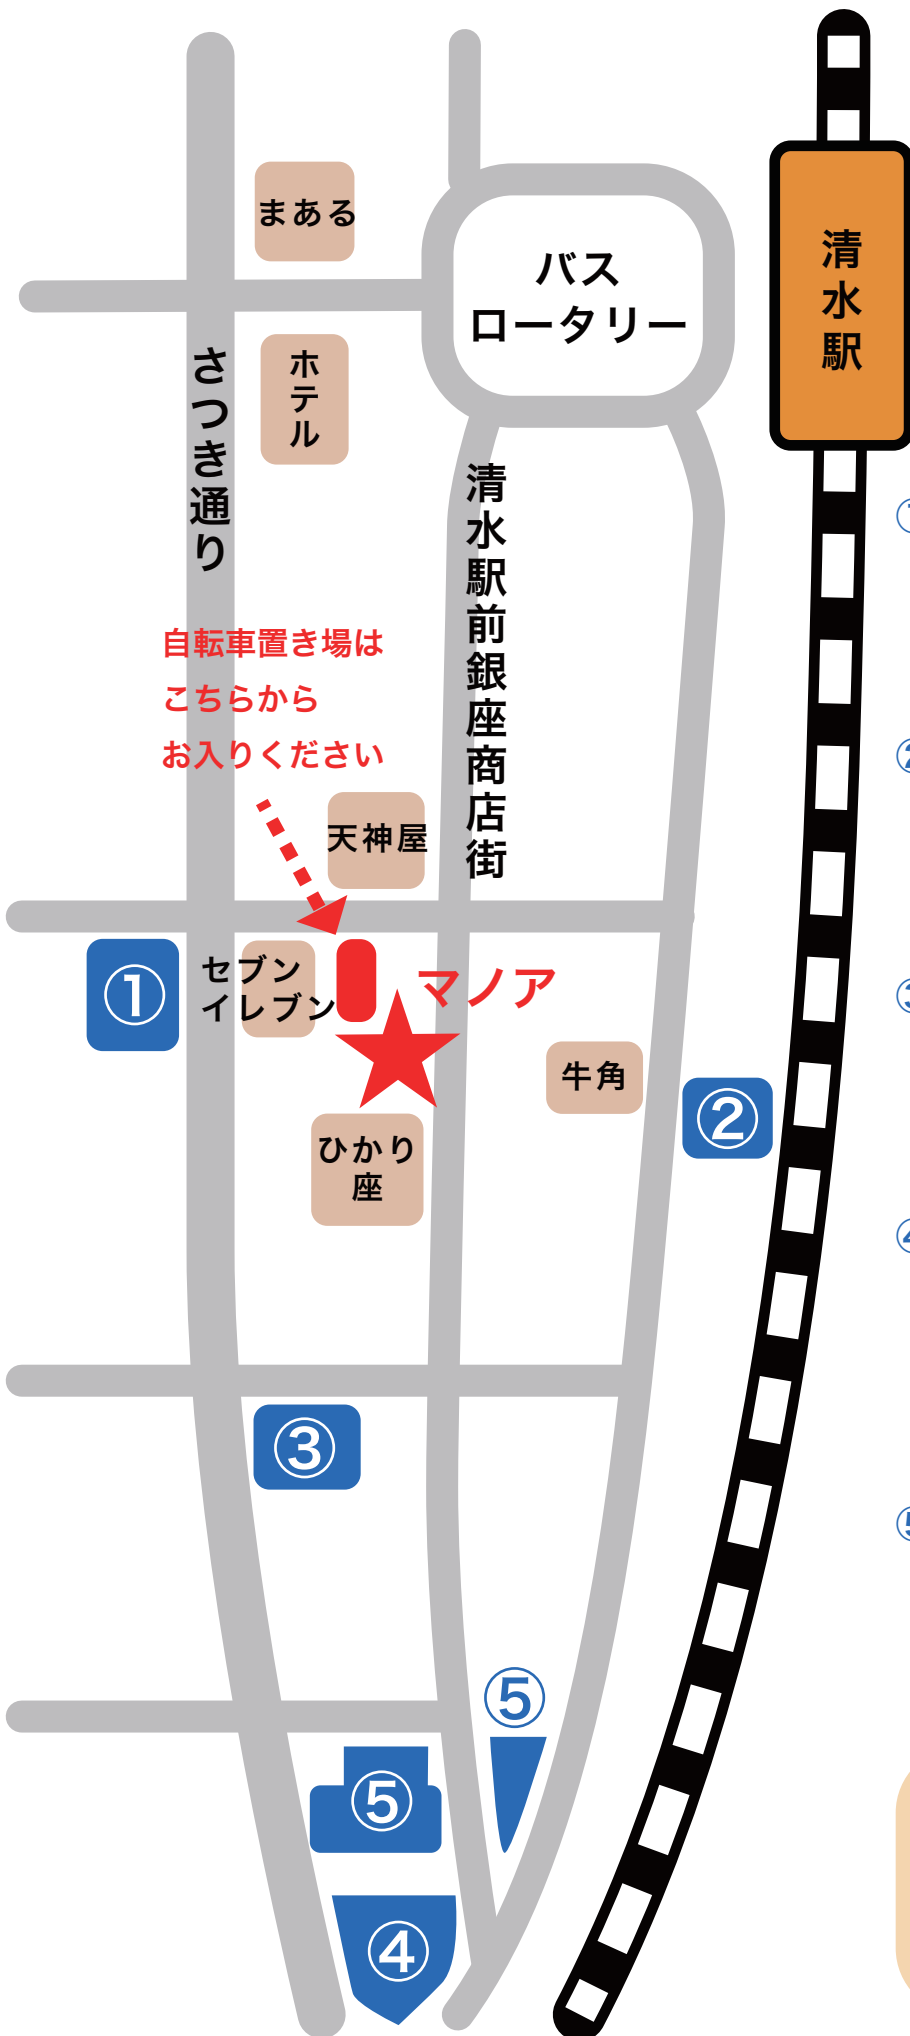 まある
バス
ロータリー
清水駅
ホテル
さつき通り
清水駅前銀座商店街
自転車置き場は
こちらから
お入りください
天神屋
①
セブン
イレブン
マノア
牛角
②
ひかり
座
③
⑤
⑤
④